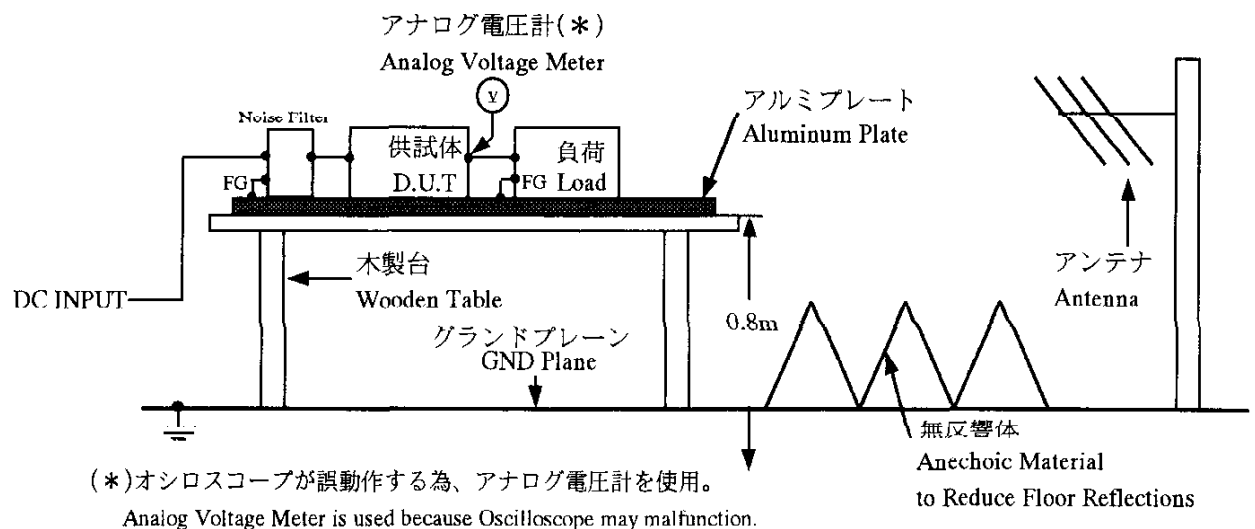 アナログ電圧計(*)
Analog Voltage Meter
V
Noise Filter
供試体
D.U.T
負荷
Load
FG
FG
アルミプレート
Aluminum Plate
DC INPUT
木製台
Wooden Table
グランドプレーン
GND Plane
0.8m
アンテナ
Antenna
無反響体
Anechoic Material
to Reduce Floor Reflections
(*)オシロスコープが誤動作する為、アナログ電圧計を使用。
Analog Voltage Meter is used because Oscilloscope may malfunction.